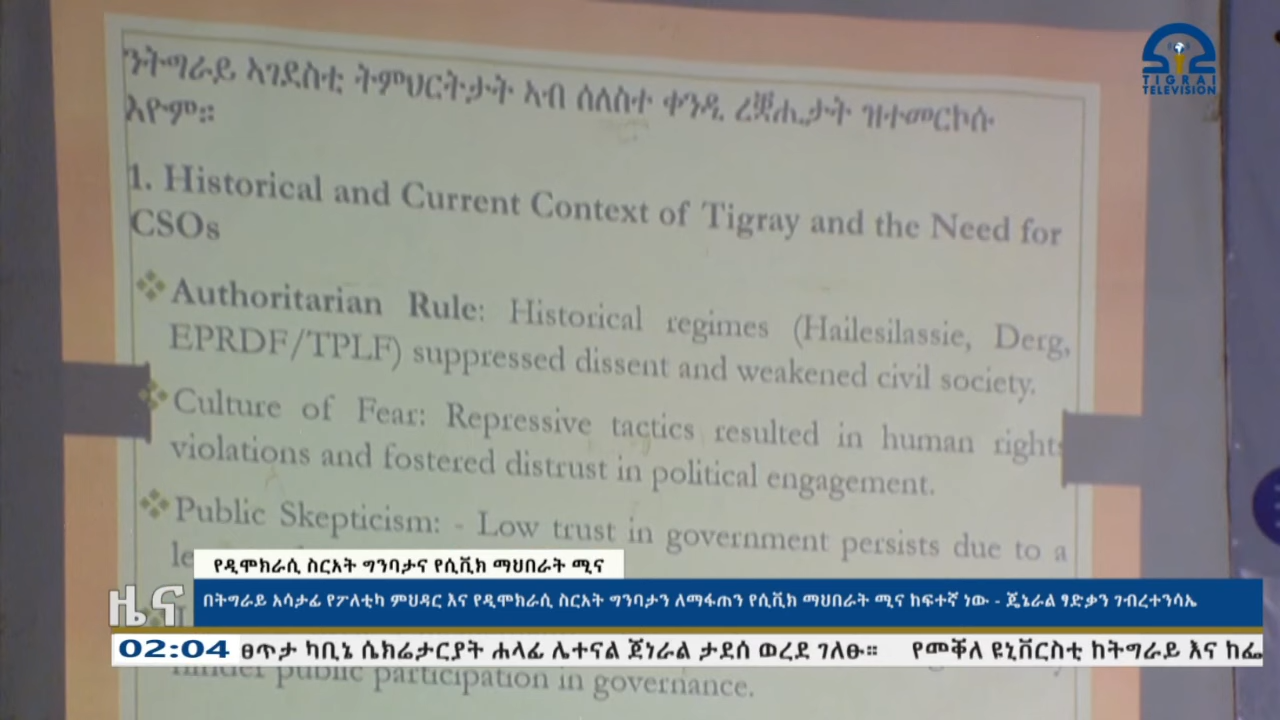 TIGRAI
TELEVISION
ንትግራይ ኣገደስቲ ትምህርትታት ኣብ ሰለስተ ቀንዲ ረቛሒታት ዝተመርኮሱ
እዮም።
1. Historical and Current Context of Tigray and the Need for
CSOs
Authoritarian Rule: Historical regimes (Hailesilassie, Derg,
EPRDF/TPLF) suppressed dissent and weakened civil society.
Culture of Fear: Repressive tactics resulted in human rights
violations and fostered distrust in political engagement.
Public Skepticism: - Low trust in government persists due to a
የዲሞክራሲ ስርአት ግንባታና የሲቪክ ማህበራት ሚና
ዜና
በትግራይ አሳታፊ የፖለቲካ ምህዳር እና የዲሞክራሲ ስርአት ግንባታን ለማፋጠን የሲቪክ ማህበራት ሚና ከፍተኛ ነው - ጄኔራል ፃድቃን ገብረተንሳኤ
02:04 ፀጥታ ካቢኔ ሴክሬታርያት ሐላፊ ሌተናል ጀነራል ታደሰ ወረደ ገለፁ። የመቐለ ዩኒቨርስቲ ከትግራይ እና ከፌ
hinder public participation in governance.